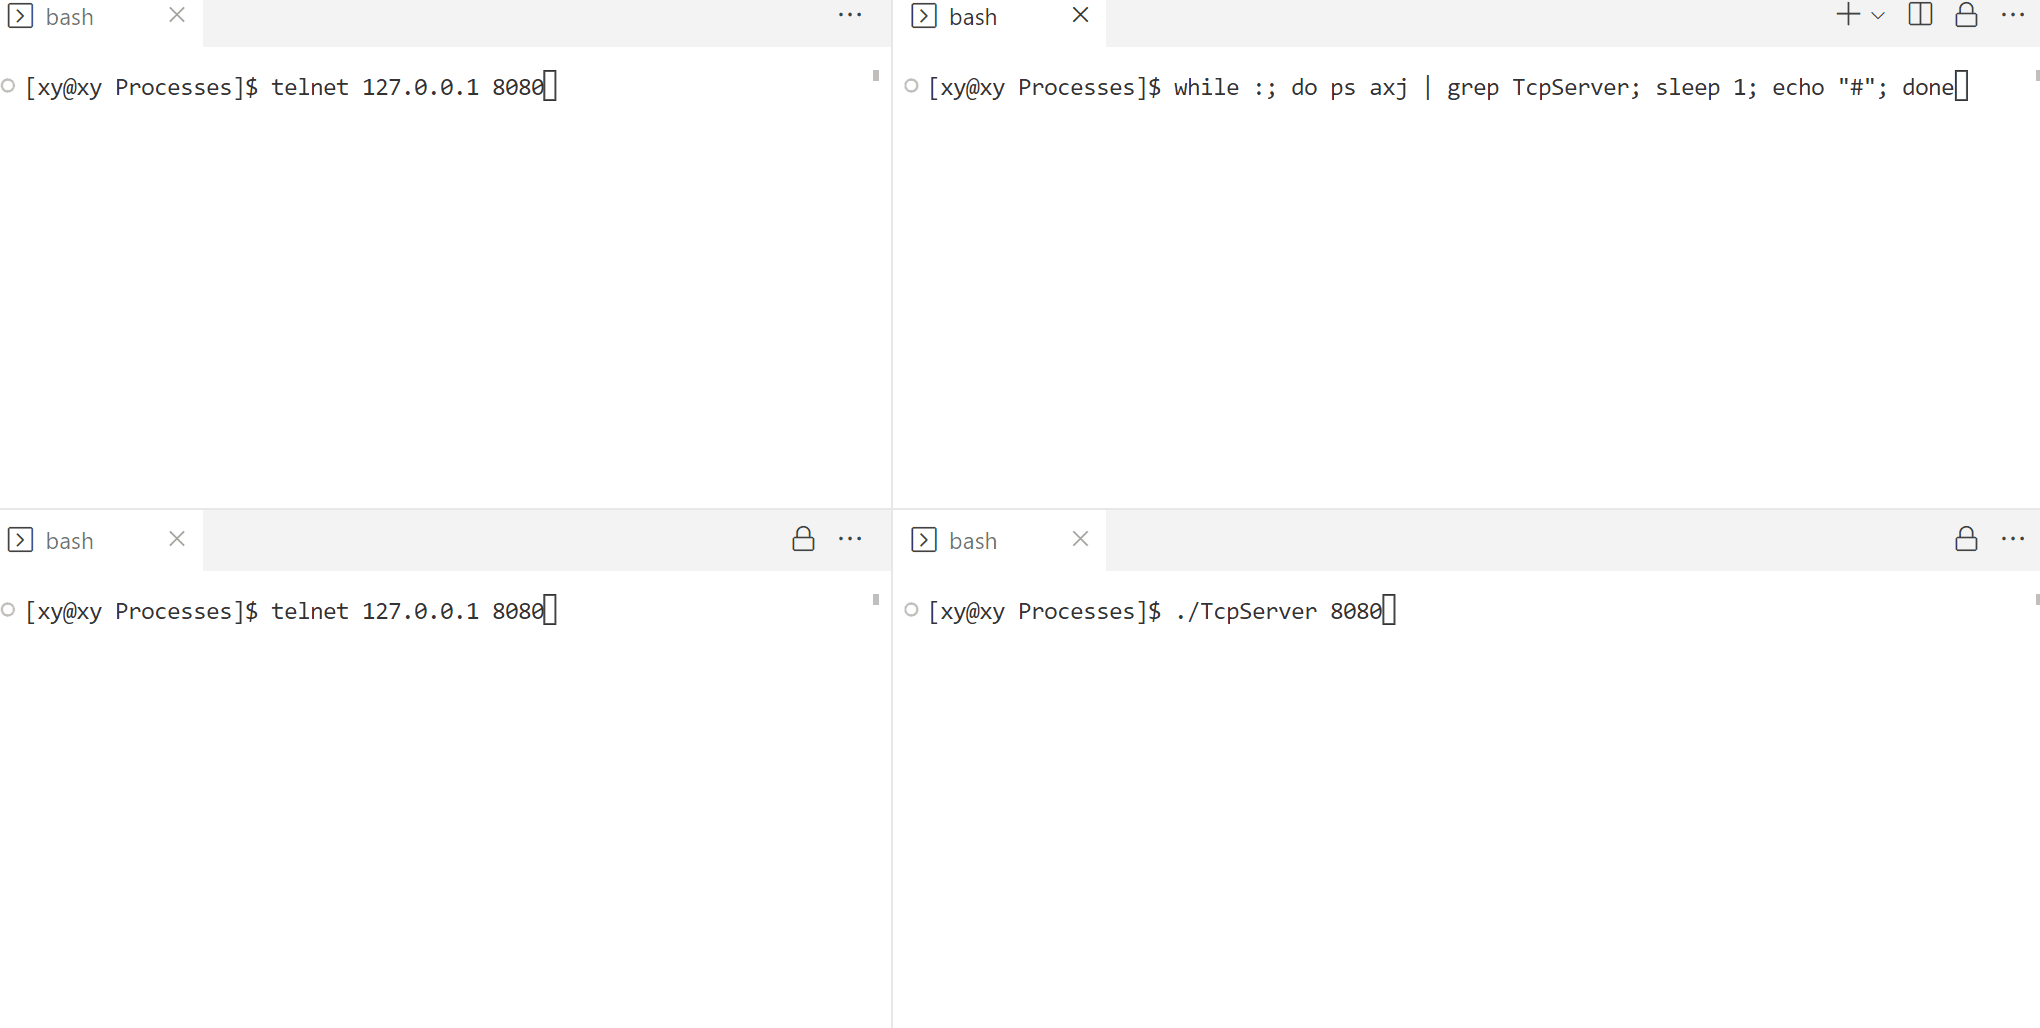 bash
[xy@xy Processes]$ telnet 127.0.0.1 8080
bash
[xy@xy Processes]$ while :; do ps axj | grep TcpServer; sleep 1; echo "#"; done
bash
[xy@xy Processes]$ telnet 127.0.0.1 8080
bash
[xy@xy Processes]$ ./TcpServer 8080